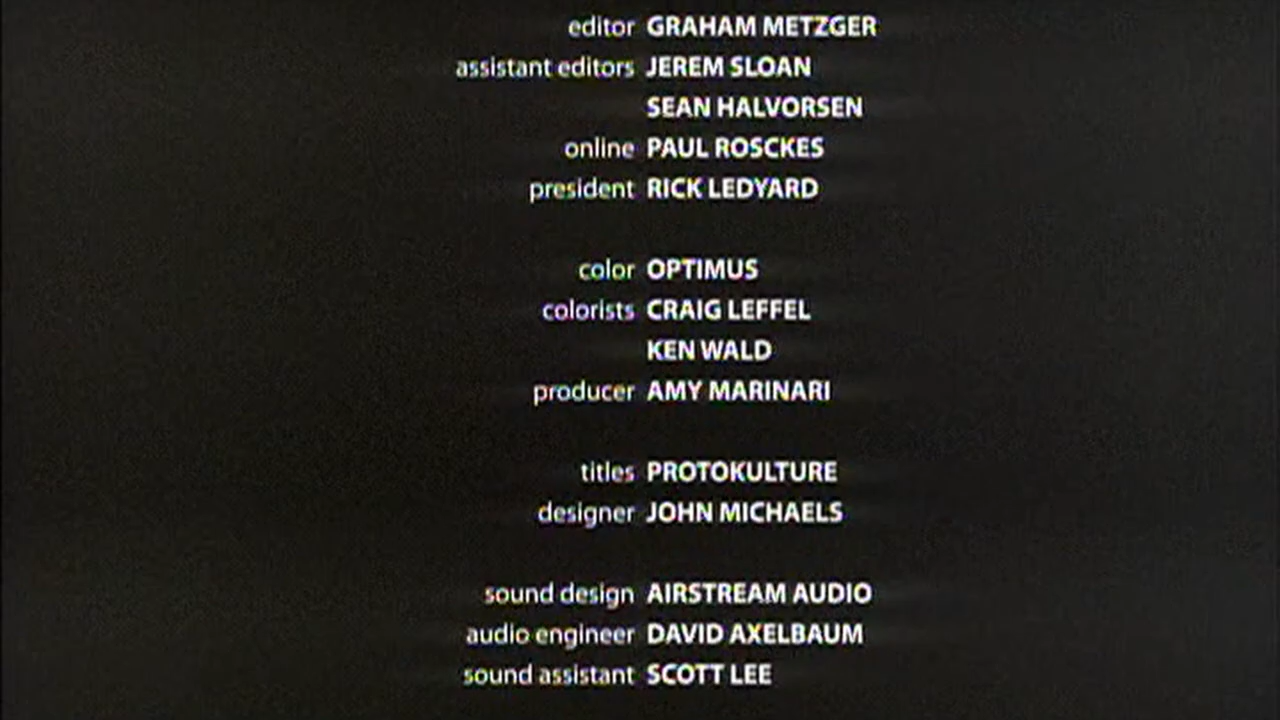 editor GRAHAM METZGER
assistant editors JEREM SLOAN
SEAN HALVORSEN
online PAUL ROSCKES
president RICK LEDYARD
color OPTIMUS
colorists CRAIG LEFFEL
KEN WALD
producer AMY MARINARI
titles PROTOKULTURE
designer JOHN MICHAELS
sound design AIRSTREAM AUDIO
audio engineer DAVID AXELBAUM
sound assistant SCOTT LEE